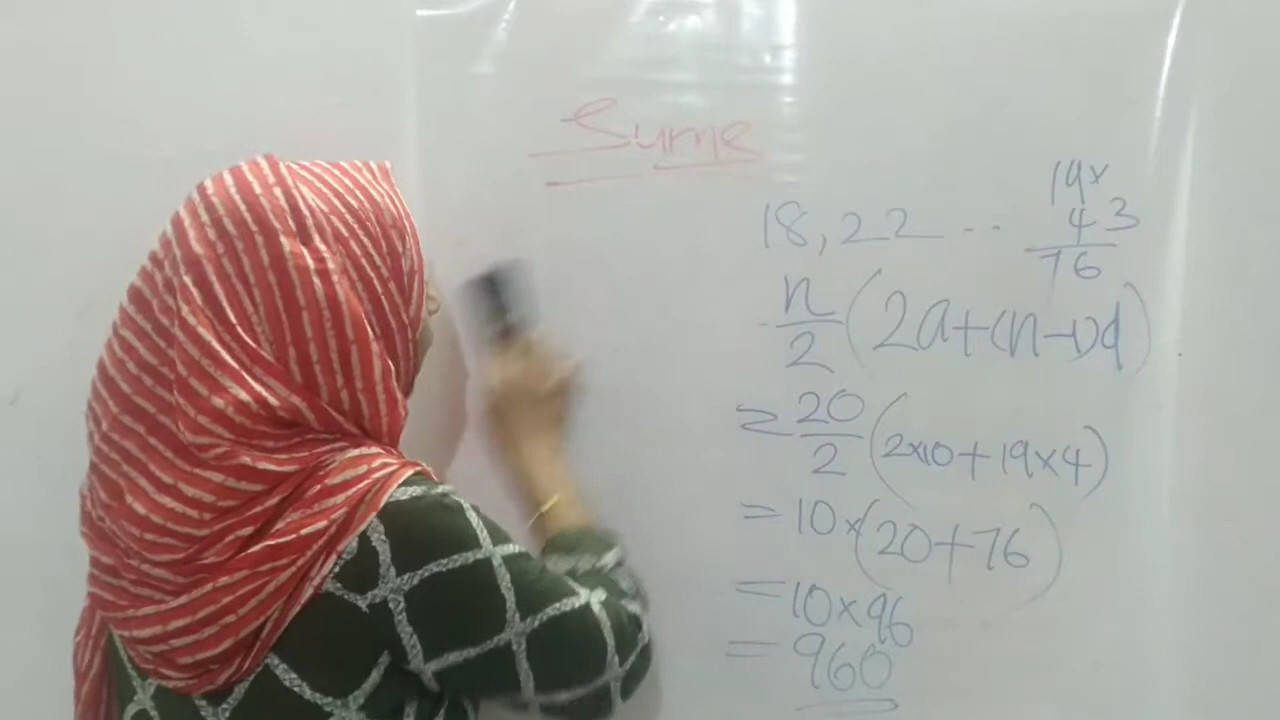 Sums
18, 22 ...
19×
4 3
76
n/2 (2a+(n-1)d)
= 20/2 (2×10+19×4)
= 10×(20+76)
= 10×96
= 960